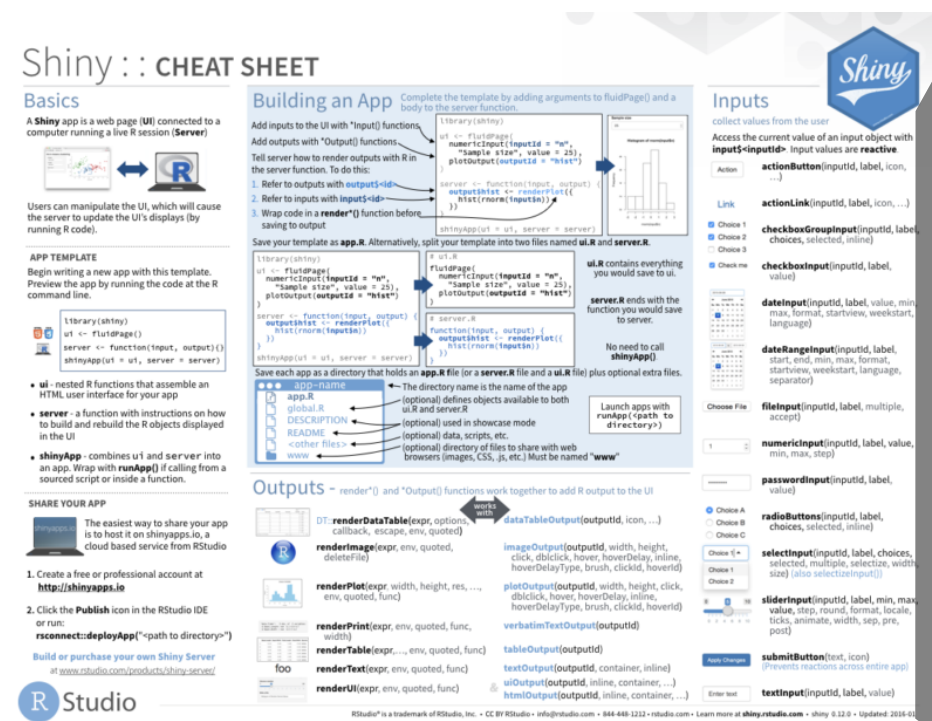 Shiny : : CHEAT SHEET
Shiny
Basics
A Shiny app is a web page (UI) connected to a
computer running a live R session (Server)
Users can manipulate the UI, which will cause
the server to update the UI's displays (by
running R code).
APP TEMPLATE
Begin writing a new app with this template.
Preview the app by running the code at the R
command line.
library(shiny)
ui <- fluidPage()
server <- function(input, output){}
shinyApp(ui = ui, server = server)
• ui - nested R functions that assemble an
HTML user interface for your app
• server - a function with instructions on how
to build and rebuild the R objects displayed
in the UI
• shinyApp - combines ui and server into
an app. Wrap with runApp() if calling from a
sourced script or inside a function.
SHARE YOUR APP
shinyapps.io
The easiest way to share your app
is to host it on shinyapps.io, a
cloud based service from RStudio
1. Create a free or professional account at
http://shinyapps.io
2. Click the Publish icon in the RStudio IDE
or run:
rsconnect::deployApp("<path to directory>")
Build or purchase your own Shiny Server
at www.rstudio.com/products/shiny-server/
R Studio
Building an App
Complete the template by adding arguments to fluidPage() and a
body to the server function.
Add inputs to the UI with *Input() functions
Add outputs with *Output() functions
Tell server how to render outputs with R in
the server function. To do this:
1. Refer to outputs with output$<id>
2. Refer to inputs with input$<id>
3. Wrap code in a render*() function before
saving to output
library(shiny)
ui <- fluidPage(
numericInput(inputId = "n",
"Sample size", value = 25),
plotOutput(outputId = "hist")
)
server <- function(input, output) {
output$hist <- renderPlot({
hist(rnorm(input$n))
})
}
shinyApp(ui = ui, server = server)
Save your template as app.R. Alternatively, split your template into two files named ui.R and server.R.
library(shiny)
ui <- fluidPage(
numericInput(inputId = "n",
"Sample size", value = 25),
plotOutput(outputId = "hist")
)
server <- function(input, output) {
output$hist <- renderPlot({
hist(rnorm(input$n))
})
}
shinyApp(ui = ui, server = server)
# ui.R
fluidPage(
numericInput(inputId = "n",
"Sample size", value = 25),
plotOutput(outputId = "hist")
)
# server.R
function(input, output) {
output$hist <- renderPlot({
hist(rnorm(input$n))
})
}
ui.R contains everything
you would save to ui.
server.R ends with the
function you would save
to server.
No need to call
shinyApp().
Save each app as a directory that holds an app.R file (or a server.R file and a ui.R file) plus optional extra files.
app-name
app.R
global.R
DESCRIPTION
README
<other files>
www
The directory name is the name of the app
(optional) defines objects available to both
ui.R and server.R
(optional) used in showcase mode
(optional) data, scripts, etc.
(optional) directory of files to share with web
browsers (images, CSS, .js, etc.) Must be named "www"
Launch apps with
runApp(<path to
directory>)
Outputs - render*() and *Output() functions work together to add R output to the UI
works
with
DT::renderDataTable(expr, options,
callback, escape, env, quoted)
dataTableOutput(outputId, icon, …)
renderImage(expr, env, quoted,
deleteFile)
imageOutput(outputId, width, height,
click, dblclick, hover, hoverDelay, inline,
hoverDelayType, brush, clickId, hoverId)
renderPlot(expr, width, height, res, …,
env, quoted, func)
plotOutput(outputId, width, height, click,
dblclick, hover, hoverDelay, inline,
hoverDelayType, brush, clickId, hoverId)
renderPrint(expr, env, quoted, func,
width)
verbatimTextOutput(outputId)
renderTable(expr,…, env, quoted, func)
tableOutput(outputId)
foo
renderText(expr, env, quoted, func)
textOutput(outputId, container, inline)
renderUI(expr, env, quoted, func)
& uiOutput(outputId, inline, container, …)
htmlOutput(outputId, inline, container, …)
Inputs
collect values from the user
Access the current value of an input object with
input$<inputId>. Input values are reactive.
Action
actionButton(inputId, label, icon,
…)
Link
actionLink(inputId, label, icon, …)
Choice 1
Choice 2
Choice 3
checkboxGroupInput(inputId, label,
choices, selected, inline)
Check me
checkboxInput(inputId, label,
value)
dateInput(inputId, label, value, min,
max, format, startview, weekstart,
language)
dateRangeInput(inputId, label,
start, end, min, max, format,
startview, weekstart, language,
separator)
Choose File
fileInput(inputId, label, multiple,
accept)
1
numericInput(inputId, label, value,
min, max, step)
passwordInput(inputId, label,
value)
Choice A
Choice B
Choice C
radioButtons(inputId, label,
choices, selected, inline)
Choice 1
Choice 1
Choice 2
selectInput(inputId, label, choices,
selected, multiple, selectize, width,
size) (also selectizeInput())
sliderInput(inputId, label, min, max,
value, step, round, format, locale,
ticks, animate, width, sep, pre,
post)
Apply Changes
submitButton(text, icon)
(Prevents reactions across entire app)
Enter text
textInput(inputId, label, value)
RStudio® is a trademark of RStudio, Inc. • CC BY RStudio • info@rstudio.com • 844-448-1212 • rstudio.com • Learn more at shiny.rstudio.com • shiny 0.12.0 • Updated: 2016-01